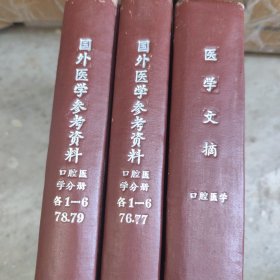 国外医学参考资料
口腔医
学分册
各1—6
78.79
国外医学参考资料
口腔医
学分册
各1—6
76.77
医学文摘
口腔医学